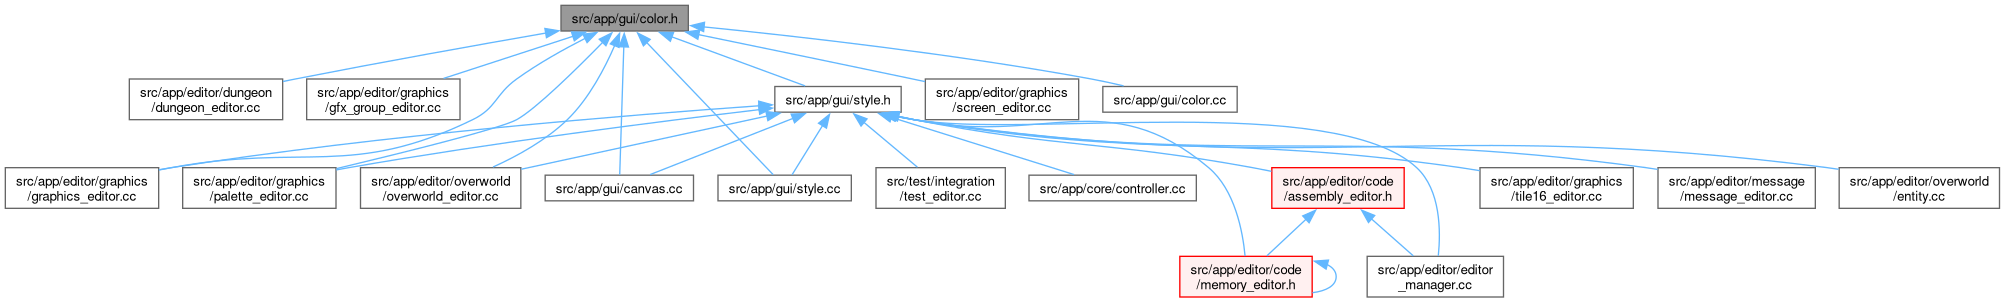 src/app/gui/color.h
src/app/editor/dungeon
/dungeon_editor.cc
src/app/editor/graphics
/gfx_group_editor.cc
src/app/gui/style.h
src/app/editor/graphics
/screen_editor.cc
src/app/gui/color.cc
src/app/editor/graphics
/graphics_editor.cc
src/app/editor/graphics
/palette_editor.cc
src/app/editor/overworld
/overworld_editor.cc
src/app/gui/canvas.cc
src/app/gui/style.cc
src/test/integration
/test_editor.cc
src/app/core/controller.cc
src/app/editor/code
/assembly_editor.h
src/app/editor/graphics
/tile16_editor.cc
src/app/editor/message
/message_editor.cc
src/app/editor/overworld
/entity.cc
src/app/editor/code
/memory_editor.h
src/app/editor/editor
_manager.cc